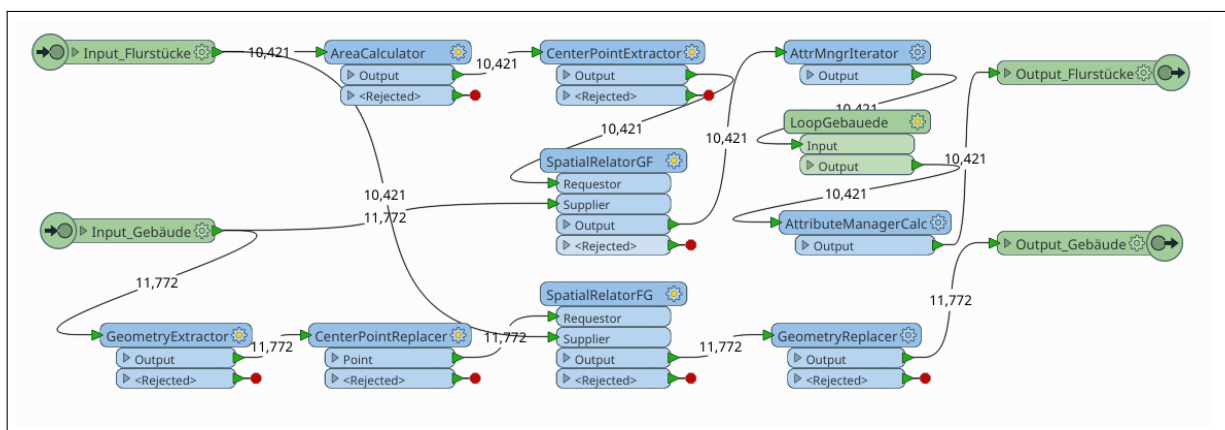 Input_Flurstücke
10,421
AreaCalculator
Output
<Rejected>
10,421
CenterPointExtractor
Output
<Rejected>
10,421
AttrMngrIterator
Output
10,421
Output_Flurstücke
LoopGebauede
Input
Output
10,421
10,421
SpatialRelatorGF
Requestor
Supplier
Output
<Rejected>
10,421
10,421
11,772
Input_Gebäude
AttributeManagerCalc
Output
Output_Gebäude
11,772
SpatialRelatorFG
Requestor
Supplier
Output
<Rejected>
11,772
GeometryExtractor
Output
<Rejected>
11,772
CenterPointReplacer
Point
<Rejected>
11,772
11,772
GeometryReplacer
Output
<Rejected>